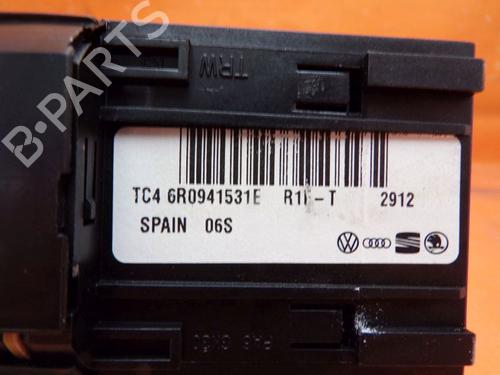 B-PARTS
TRW
TC4 6R0941531E R1F-T 2912
SPAIN 06S